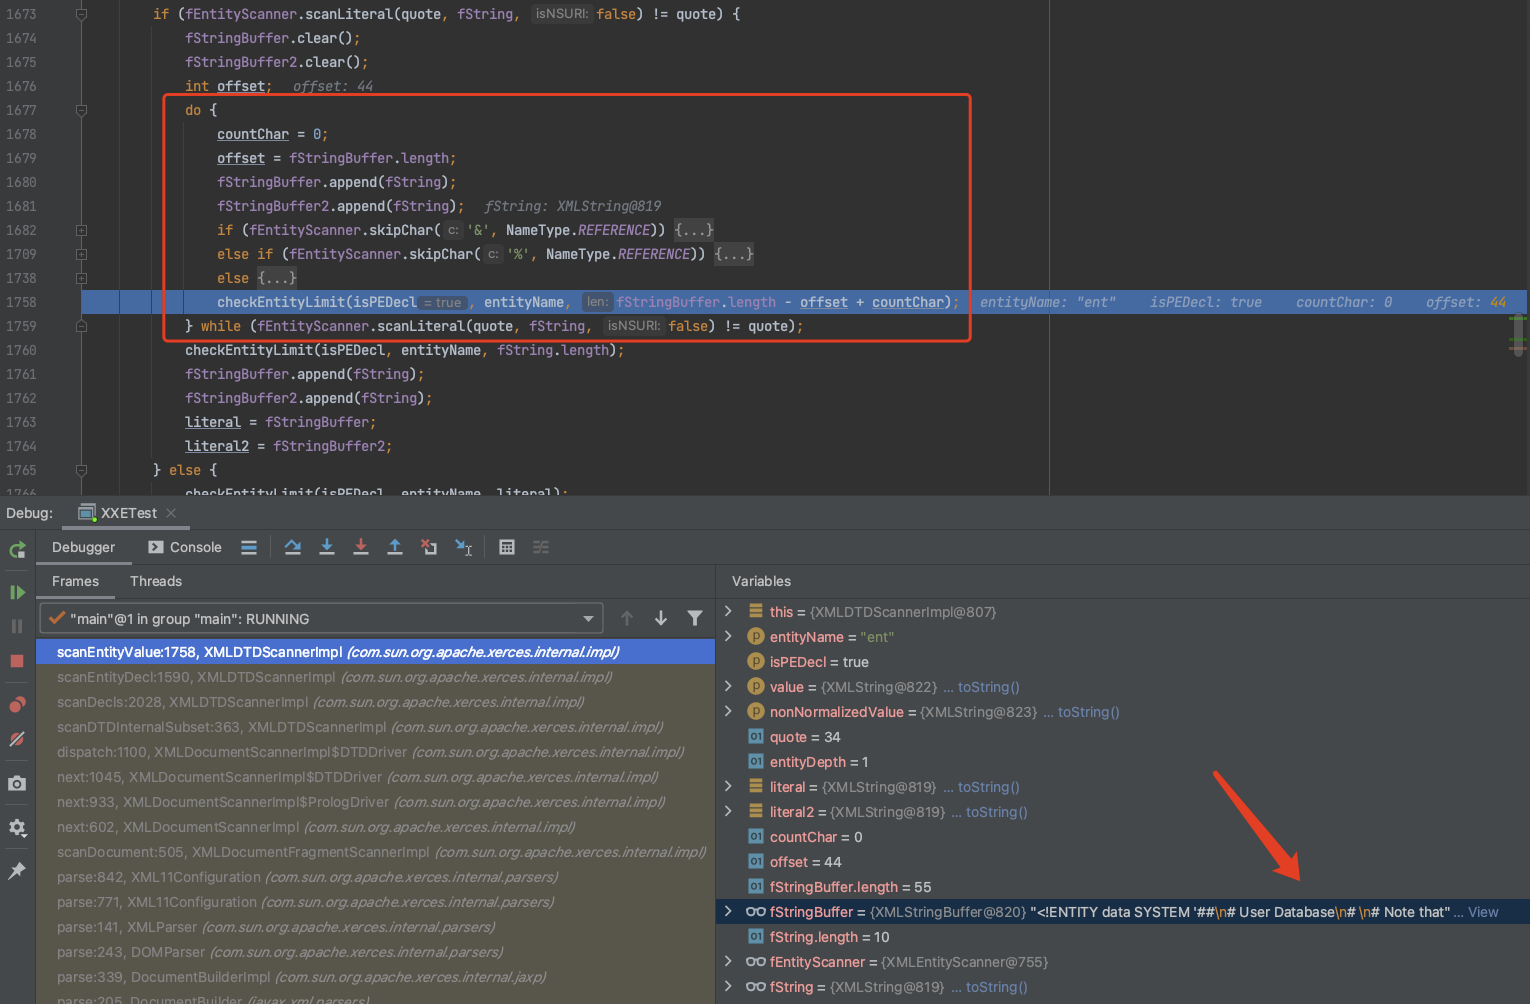 1673 if (fEntityScanner.scanLiteral(quote, fString, isNSURI: false) != quote) {
1674 fStringBuffer.clear();
1675 fStringBuffer2.clear();
1676 int offset; offset: 44
1677 do {
1678 countChar = 0;
1679 offset = fStringBuffer.length;
1680 fStringBuffer.append(fString);
1681 fStringBuffer2.append(fString); fString: XMLString@819
1682 if (fEntityScanner.skipChar( c: '&', NameType.REFERENCE)) {...}
1709 else if (fEntityScanner.skipChar( c: '%', NameType.REFERENCE)) {...}
1738 else {...}
1758 checkEntityLimit(isPEDecl = true , entityName, len: fStringBuffer.length - offset + countChar); entityName: "ent" isPEDecl: true countChar: 0 offset: 44
1759 } while (fEntityScanner.scanLiteral(quote, fString, isNSURI: false) != quote);
1760 checkEntityLimit(isPEDecl, entityName, fString.length);
1761 fStringBuffer.append(fString);
1762 fStringBuffer2.append(fString);
1763 literal = fStringBuffer;
1764 literal2 = fStringBuffer2;
1765 } else {
1766 checkEntityLimit(isPEDecl, entityName, literal);
Debug: XXETest
Debugger Console
Frames Threads
"main"@1 in group "main": RUNNING
scanEntityValue:1758, XMLDTDScannerImpl (com.sun.org.apache.xerces.internal.impl)
scanEntityDecl:1590, XMLDTDScannerImpl (com.sun.org.apache.xerces.internal.impl)
scanDecls:2028, XMLDTDScannerImpl (com.sun.org.apache.xerces.internal.impl)
scanDTDInternalSubset:363, XMLDTDScannerImpl (com.sun.org.apache.xerces.internal.impl)
dispatch:1100, XMLDocumentScannerImpl$DTDDriver (com.sun.org.apache.xerces.internal.impl)
next:1045, XMLDocumentScannerImpl$DTDDriver (com.sun.org.apache.xerces.internal.impl)
next:933, XMLDocumentScannerImpl$PrologDriver (com.sun.org.apache.xerces.internal.impl)
next:602, XMLDocumentScannerImpl (com.sun.org.apache.xerces.internal.impl)
scanDocument:505, XMLDocumentFragmentScannerImpl (com.sun.org.apache.xerces.internal.impl)
parse:842, XML11Configuration (com.sun.org.apache.xerces.internal.parsers)
parse:771, XML11Configuration (com.sun.org.apache.xerces.internal.parsers)
parse:141, XMLParser (com.sun.org.apache.xerces.internal.parsers)
parse:243, DOMParser (com.sun.org.apache.xerces.internal.parsers)
parse:339, DocumentBuilderImpl (com.sun.org.apache.xerces.internal.jaxp)
parse:205, DocumentBuilder (javax.xml.parsers)
Variables
this = {XMLDTDScannerImpl@807}
entityName = "ent"
isPEDecl = true
value = {XMLString@822} ... toString()
nonNormalizedValue = {XMLString@823} ... toString()
quote = 34
entityDepth = 1
literal = {XMLString@819} ... toString()
literal2 = {XMLString@819} ... toString()
countChar = 0
offset = 44
fStringBuffer.length = 55
fStringBuffer = {XMLStringBuffer@820} "<!ENTITY data SYSTEM '##\n# User Database\n# \n# Note that" ... View
fString.length = 10
fEntityScanner = {XMLEntityScanner@755}
fString = {XMLString@819} ... toString()